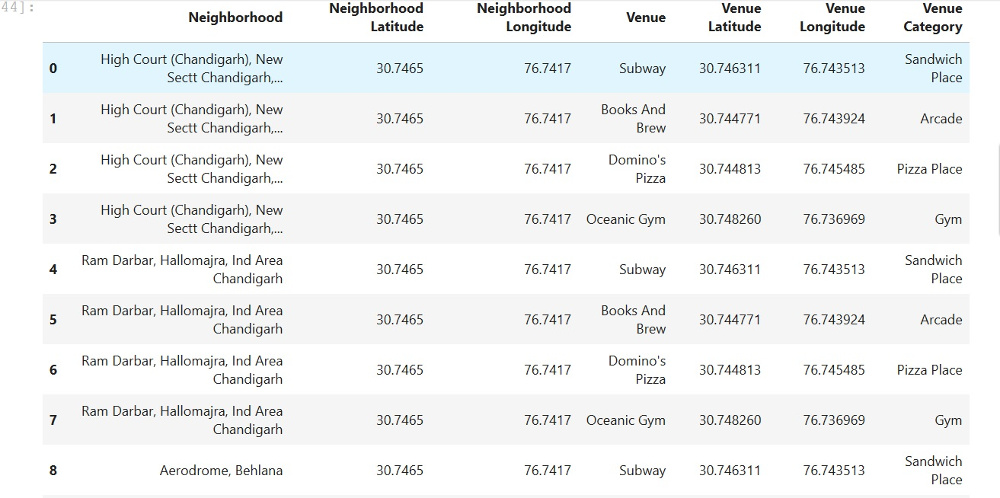 44]:
Neighborhood Neighborhood Latitude Neighborhood Longitude Venue Venue Latitude Venue Longitude Venue Category
0 High Court (Chandigarh), New Sectt Chandigarh,... 30.7465 76.7417 Subway 30.746311 76.743513 Sandwich Place
1 High Court (Chandigarh), New Sectt Chandigarh,... 30.7465 76.7417 Books And Brew 30.744771 76.743924 Arcade
2 High Court (Chandigarh), New Sectt Chandigarh,... 30.7465 76.7417 Domino's Pizza 30.744813 76.745485 Pizza Place
3 High Court (Chandigarh), New Sectt Chandigarh,... 30.7465 76.7417 Oceanic Gym 30.748260 76.736969 Gym
4 Ram Darbar, Hallomajra, Ind Area Chandigarh 30.7465 76.7417 Subway 30.746311 76.743513 Sandwich Place
5 Ram Darbar, Hallomajra, Ind Area Chandigarh 30.7465 76.7417 Books And Brew 30.744771 76.743924 Arcade
6 Ram Darbar, Hallomajra, Ind Area Chandigarh 30.7465 76.7417 Domino's Pizza 30.744813 76.745485 Pizza Place
7 Ram Darbar, Hallomajra, Ind Area Chandigarh 30.7465 76.7417 Oceanic Gym 30.748260 76.736969 Gym
8 Aerodrome, Behlana 30.7465 76.7417 Subway 30.746311 76.743513 Sandwich Place